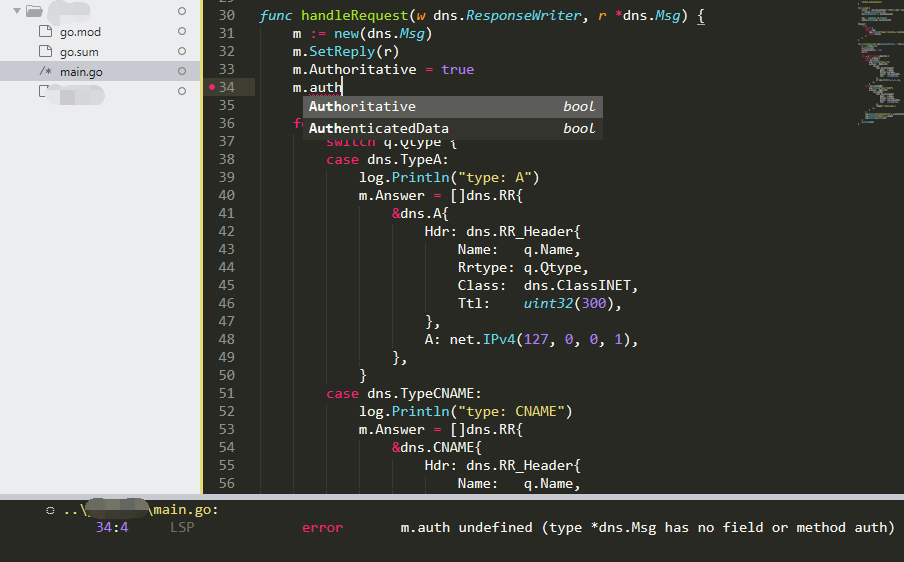 go.mod
go.sum
/* main.go
30 func handleRequest(w dns.ResponseWriter, r *dns.Msg) {
31 m := new(dns.Msg)
32 m.SetReply(r)
33 m.Authoritative = true
34 m.auth
35 Authoritative bool
36 AuthenticatedData bool
37 switch q.Qtype {
38 case dns.TypeA:
39 log.Println("type: A")
40 m.Answer = []dns.RR{
41 &dns.A{
42 Hdr: dns.RR_Header{
43 Name: q.Name,
44 Rrtype: q.Qtype,
45 Class: dns.ClassINET,
46 Ttl: uint32(300),
47 },
48 A: net.IPv4(127, 0, 0, 1),
49 },
50 }
51 case dns.TypeCNAME:
52 log.Println("type: CNAME")
53 m.Answer = []dns.RR{
54 &dns.CNAME{
55 Hdr: dns.RR_Header{
56 Name: q.Name,
..\ \main.go:
34:4 LSP error m.auth undefined (type *dns.Msg has no field or method auth)